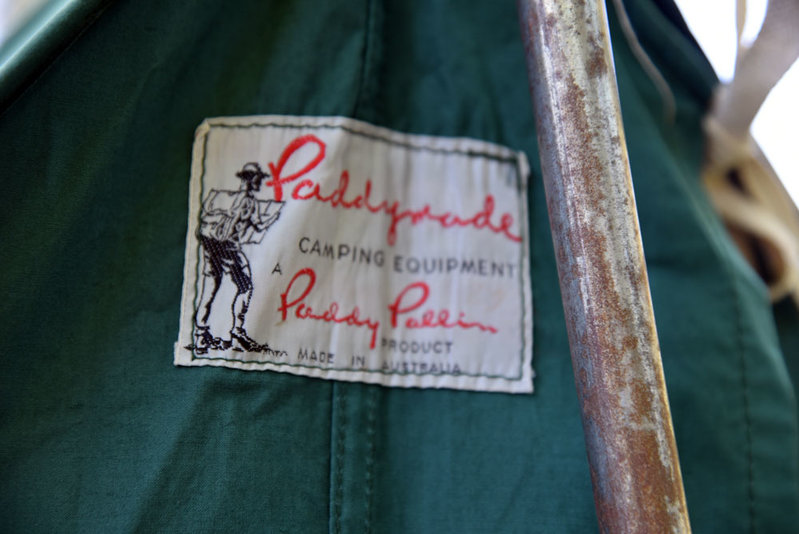 Paddymade
CAMPING EQUIPMENT
A
Paddy Pallin
PRODUCT
MADE IN AUSTRALIA